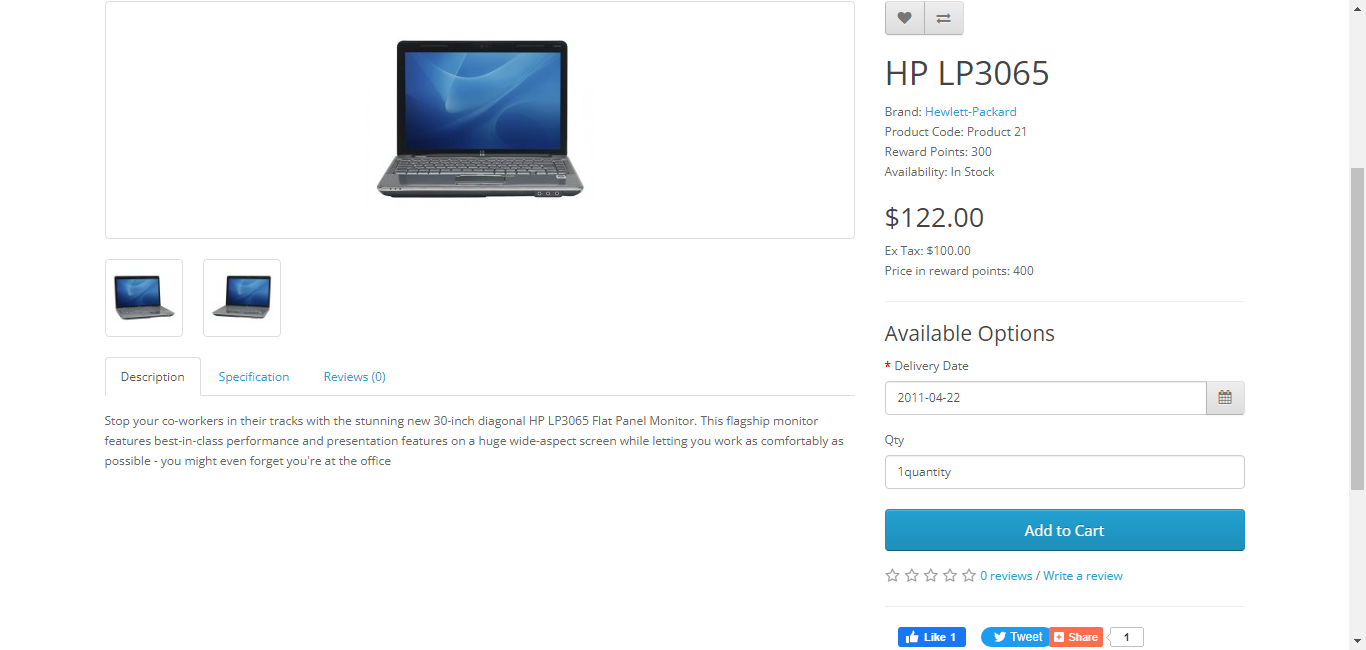 HP LP3065
Brand: Hewlett-Packard
Product Code: Product 21
Reward Points: 300
Availability: In Stock
$122.00
Ex Tax: $100.00
Price in reward points: 400
Available Options
* Delivery Date
2011-04-22
Qty
1quantity
Add to Cart
0 reviews / Write a review
Like 1
Tweet
Share
1
Description
Specification
Reviews (0)
Stop your co-workers in their tracks with the stunning new 30-inch diagonal HP LP3065 Flat Panel Monitor. This flagship monitor
features best-in-class performance and presentation features on a huge wide-aspect screen while letting you work as comfortably as
possible - you might even forget you're at the office